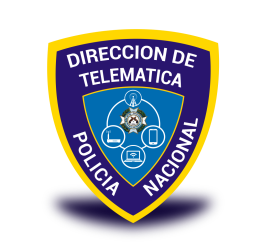 DIRECCION DE
TELEMATICA
POLICIA
NACIONAL